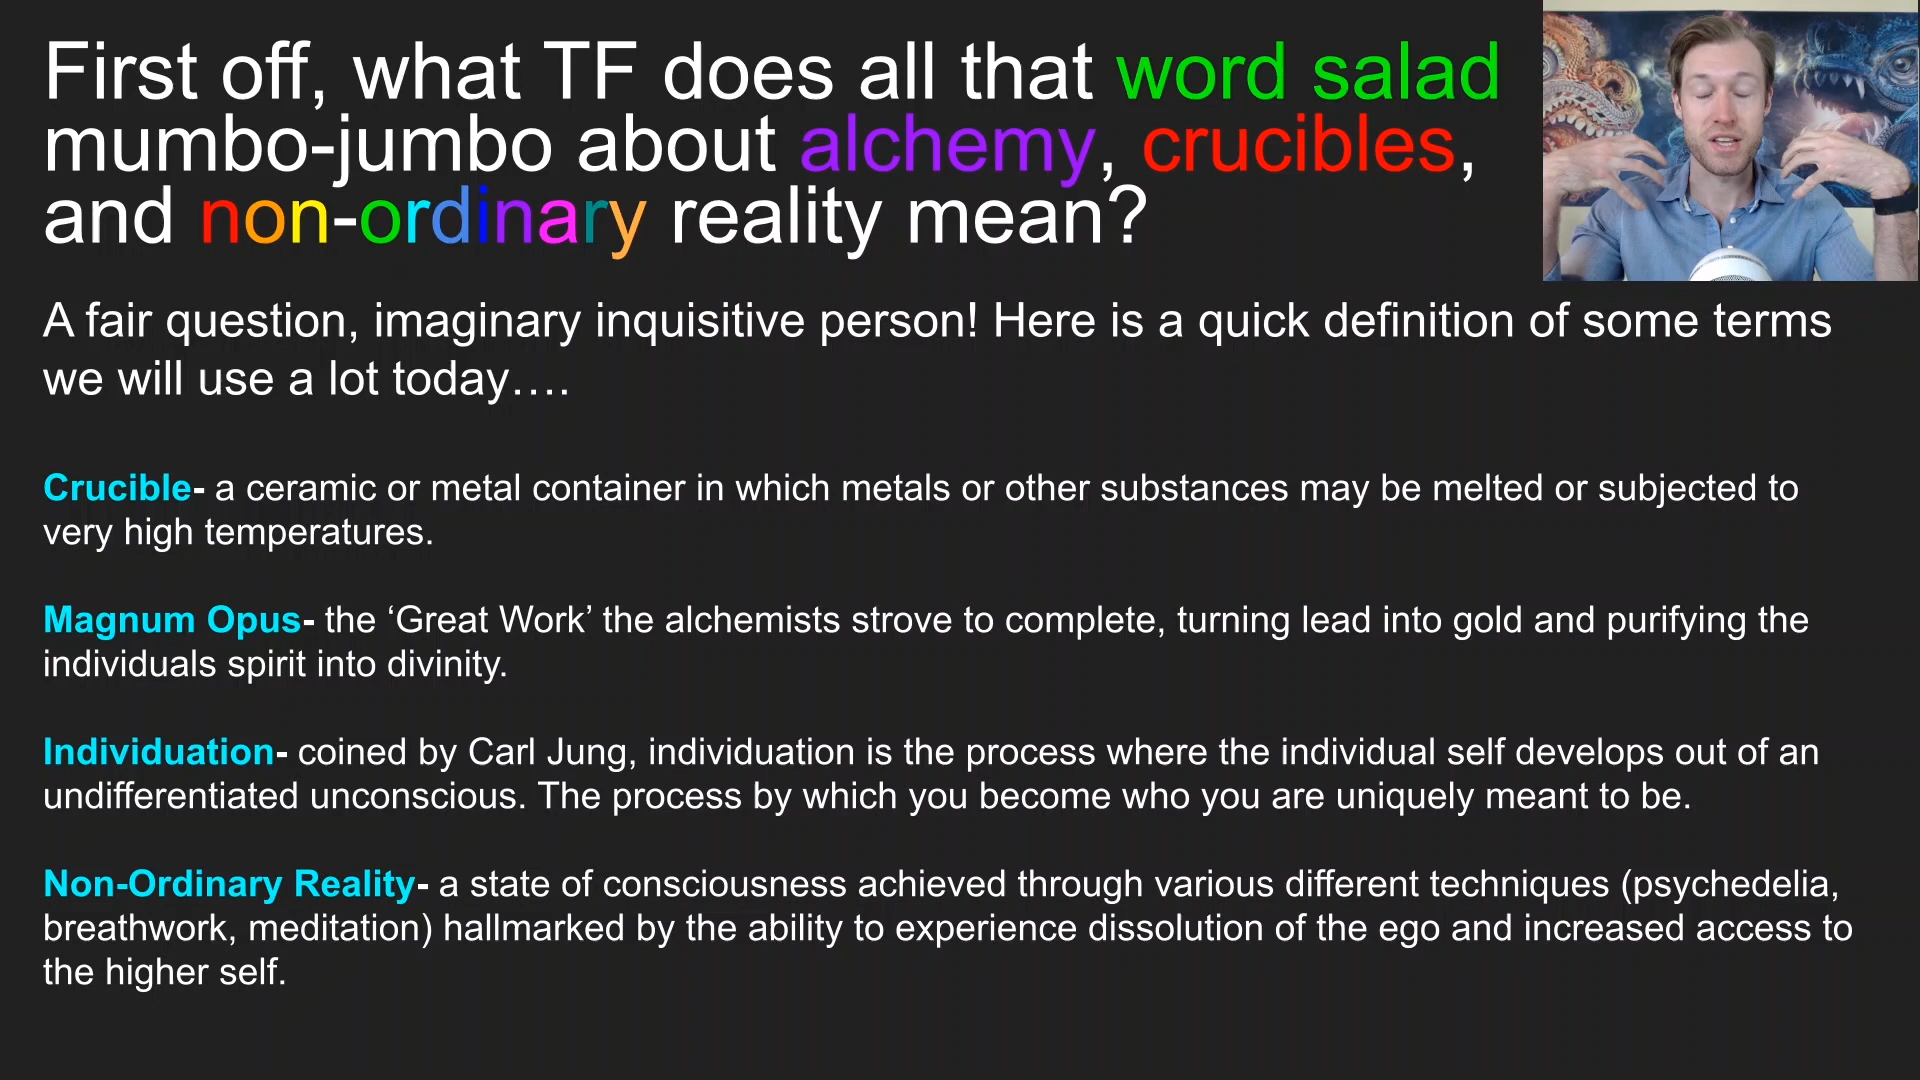 First off, what TF does all that word salad
mumbo-jumbo about alchemy, crucibles,
and non-ordinary reality mean?
A fair question, imaginary inquisitive person! Here is a quick definition of some terms
we will use a lot today….
Crucible- a ceramic or metal container in which metals or other substances may be melted or subjected to
very high temperatures.
Magnum Opus- the ‘Great Work’ the alchemists strove to complete, turning lead into gold and purifying the
individuals spirit into divinity.
Individuation- coined by Carl Jung, individuation is the process where the individual self develops out of an
undifferentiated unconscious. The process by which you become who you are uniquely meant to be.
Non-Ordinary Reality- a state of consciousness achieved through various different techniques (psychedelia,
breathwork, meditation) hallmarked by the ability to experience dissolution of the ego and increased access to
the higher self.